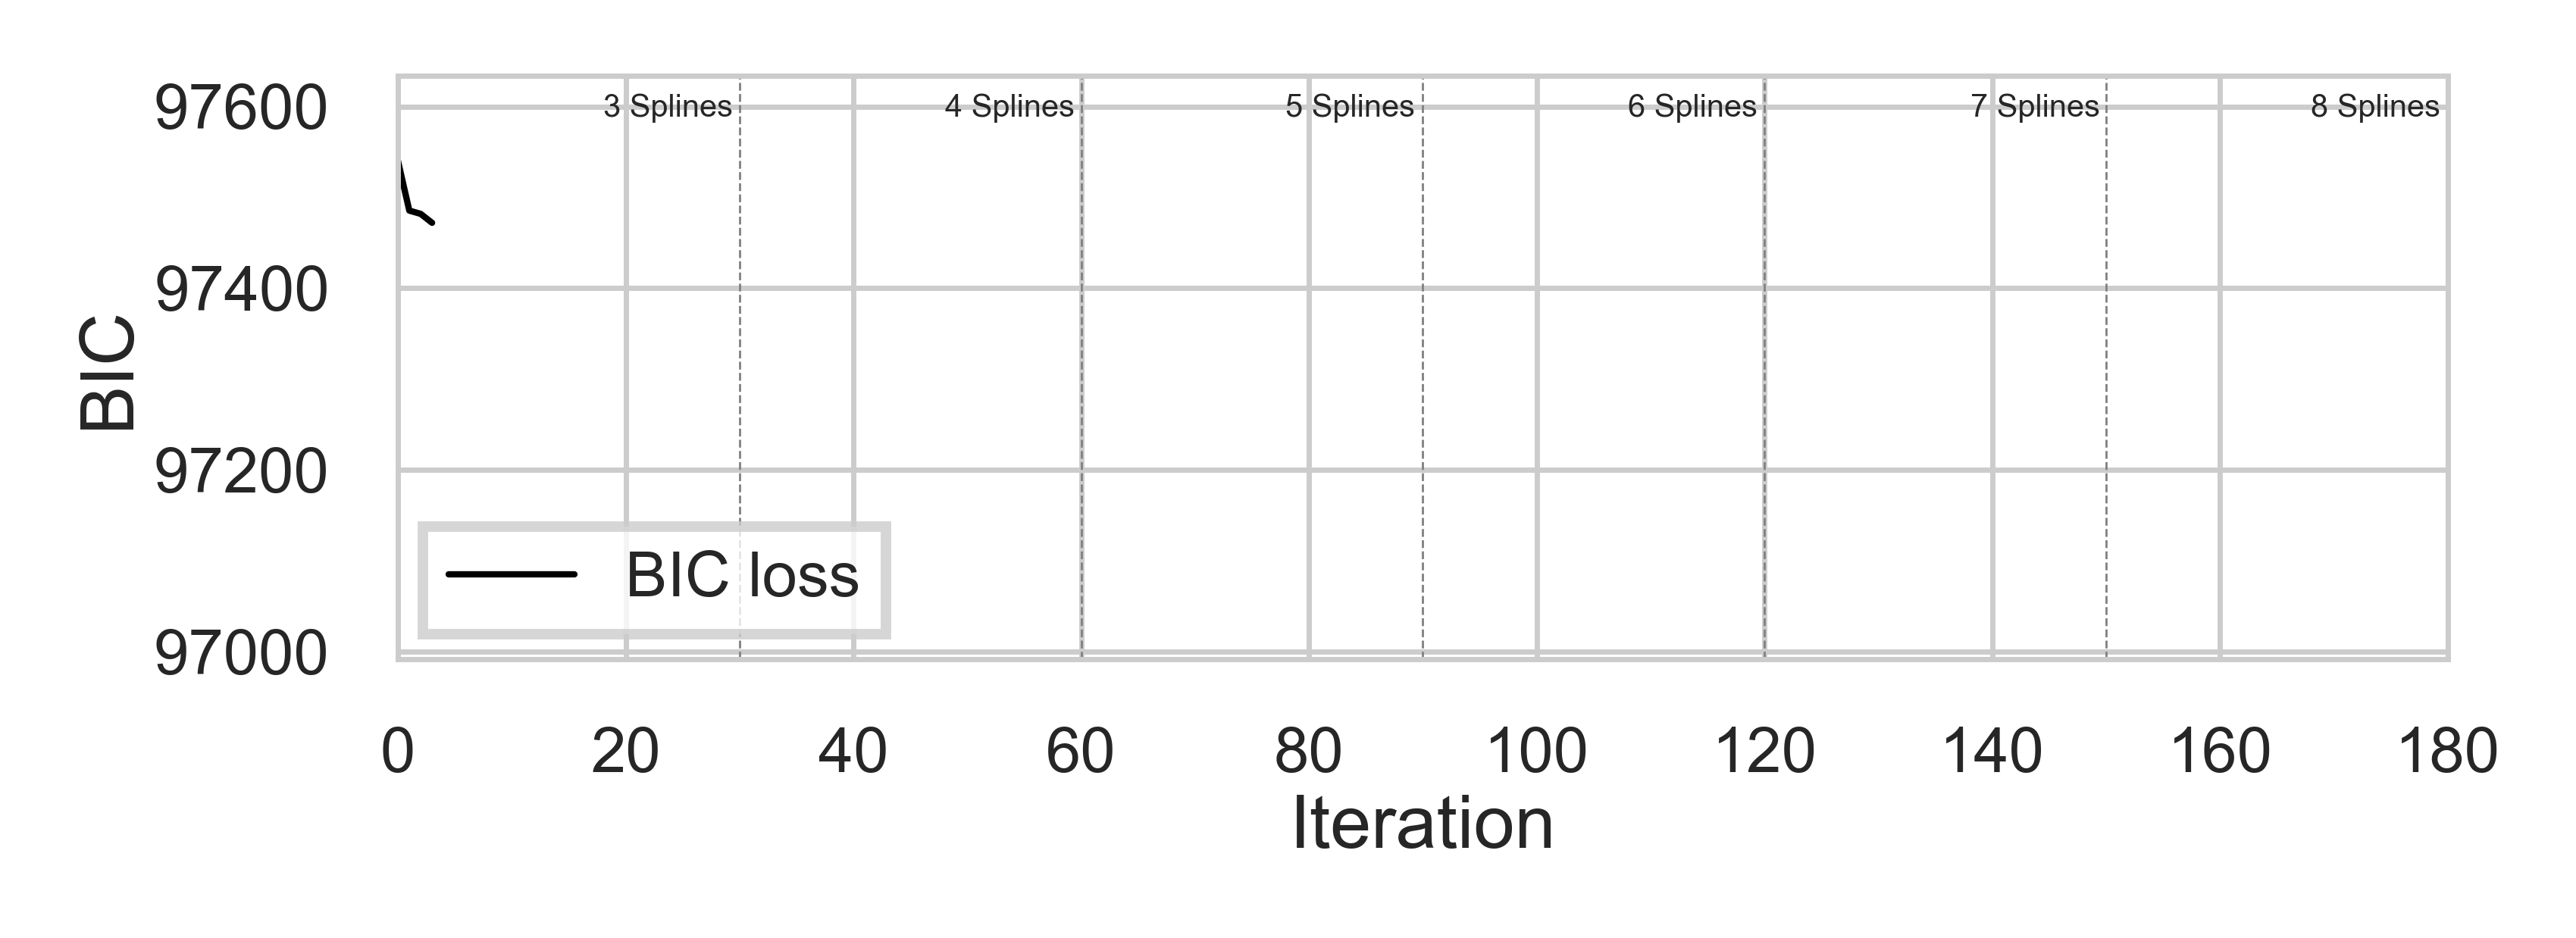 97600
97400
97200
97000
BIC
3 Splines
4 Splines
5 Splines
6 Splines
7 Splines
8 Splines
BIC loss
0 20 40 60 80 100 120 140 160 180
Iteration